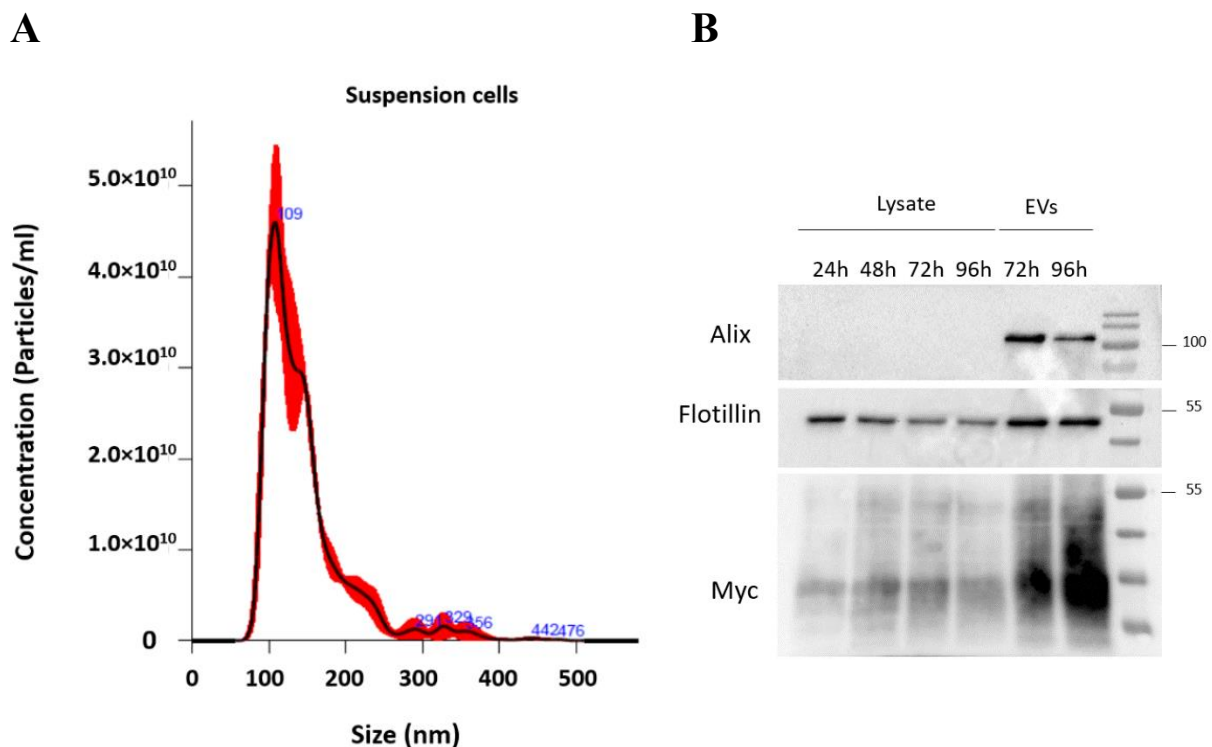 A
B
Suspension cells
Concentration (Particles/ml)
5.0×10¹⁰
4.0×10¹⁰
3.0×10¹⁰
2.0×10¹⁰
1.0×10¹⁰
0
109
329
442 476
0 100 200 300 400 500
Size (nm)
Lysate EVs
24h 48h 72h 96h 72h 96h
Alix
100
Flotillin
55
Myc
55